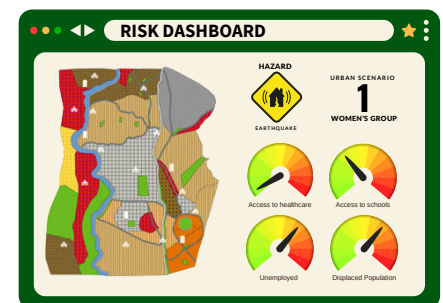 RISK DASHBOARD
HAZARD
EARTHQUAKE
URBAN SCENARIO
1
WOMEN'S GROUP
Access to healthcare
Access to schools
Unemployed
Displaced Population